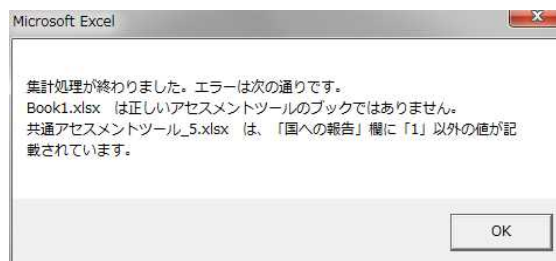 Microsoft Excel
集計処理が終わりました。エラーは次の通りです。
Book1.xlsx　は正しいアセスメントツールのブックではありません。
共通アセスメントツール_5.xlsx　は、「国への報告」欄に「1」以外の値が記
載されています。
OK